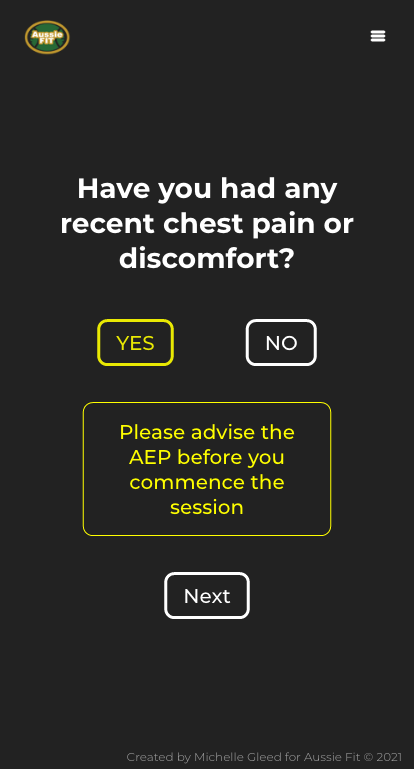 Aussie
FIT
Have you had any
recent chest pain or
discomfort?
YES
NO
Please advise the
AEP before you
commence the
session
Next
Created by Michelle Gleed for Aussie Fit © 2021